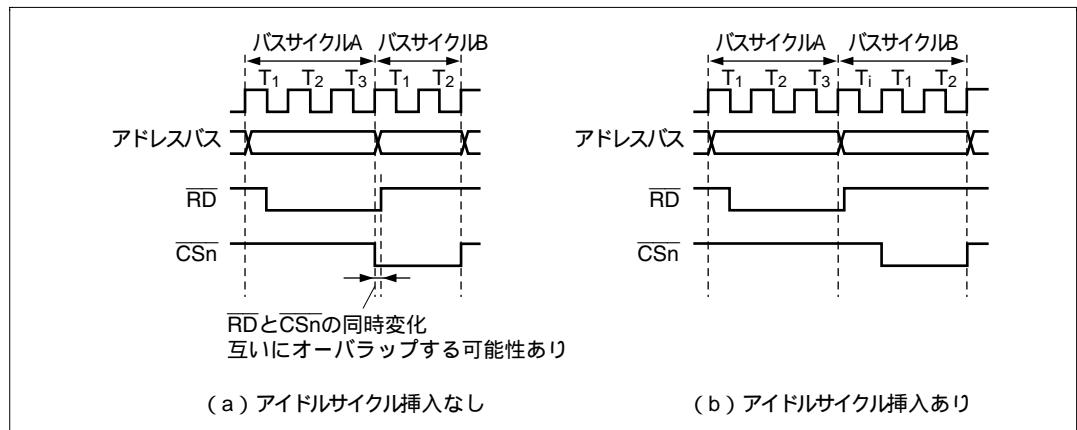 バスサイクルA バスサイクルB
T1 T2 T3 T1 T2
アドレスバス
RD
CSn
RDとCSnの同時変化
互いにオーバラップする可能性あり
(a)アイドルサイクル挿入なし
バスサイクルA バスサイクルB
T1 T2 T3 Ti T1 T2
アドレスバス
RD
CSn
(b)アイドルサイクル挿入あり